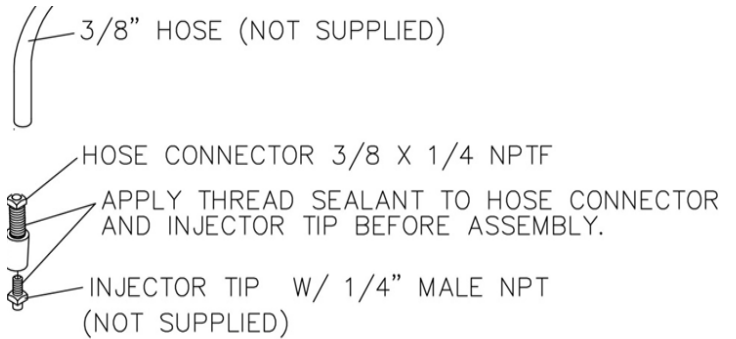 3/8” HOSE (NOT SUPPLIED)
HOSE CONNECTOR 3/8 X 1/4 NPTF
APPLY THREAD SEALANT TO HOSE CONNECTOR
AND INJECTOR TIP BEFORE ASSEMBLY.
INJECTOR TIP W/ 1/4” MALE NPT
(NOT SUPPLIED)